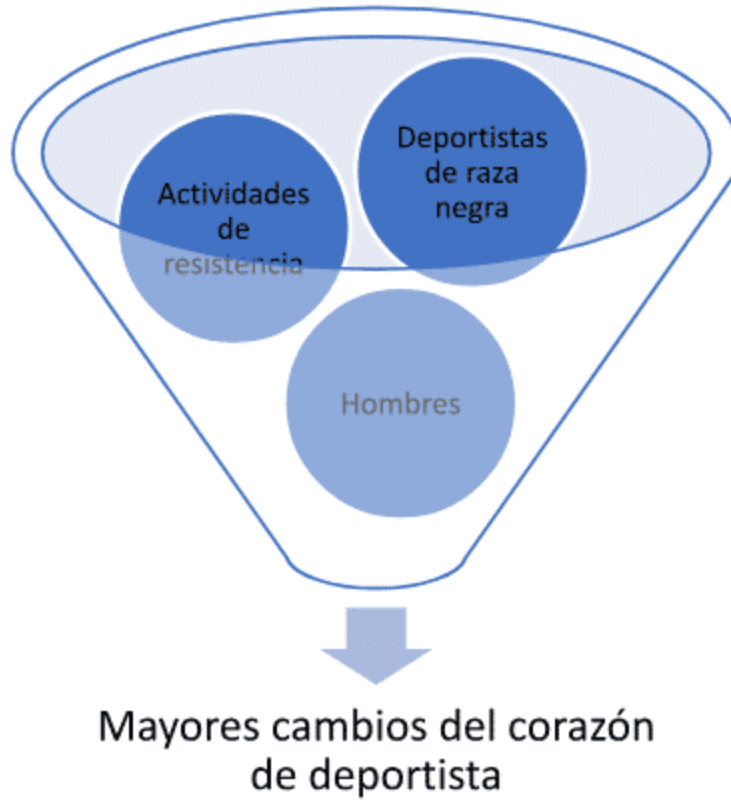 Deportistas
de raza
negra
Actividades
de
resistencia
Hombres
Mayores cambios del corazón
de deportista